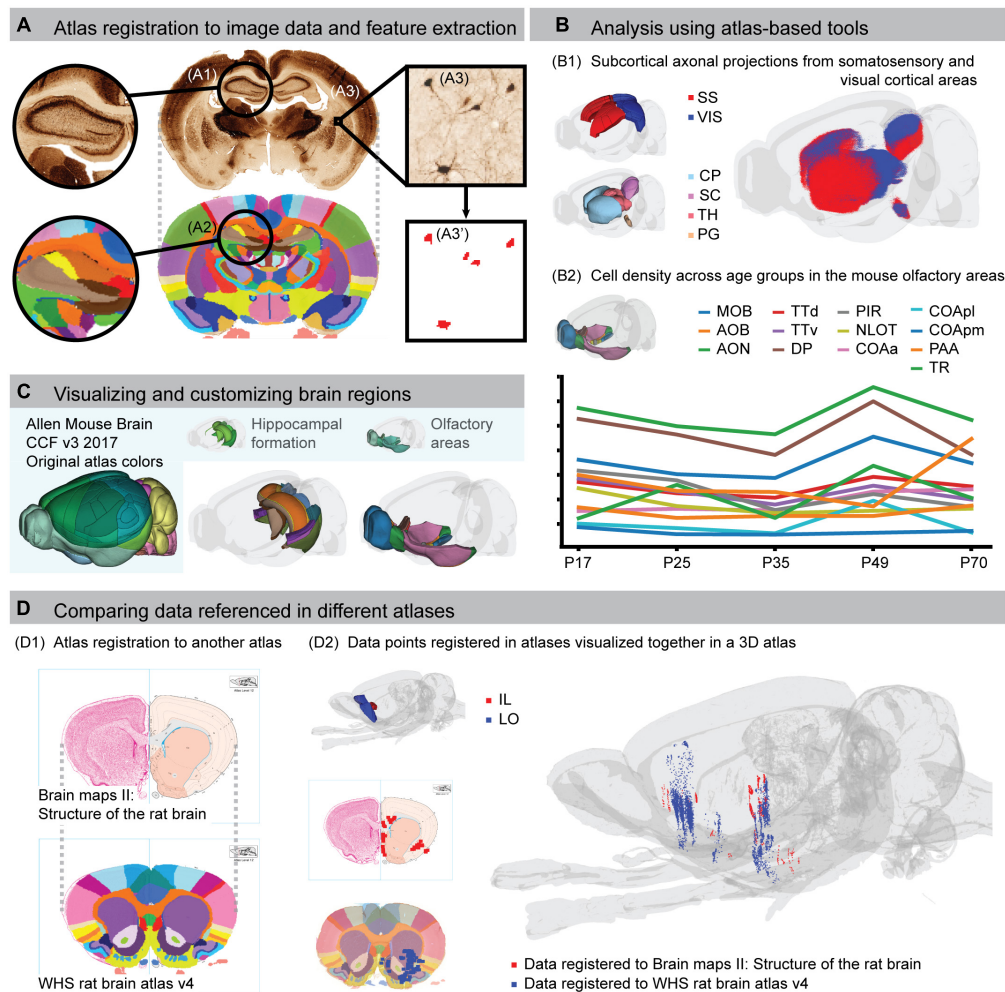 A Atlas registration to image data and feature extraction
(A1)
(A3)
(A3)
(A2)
(A3')
B Analysis using atlas-based tools
(B1) Subcortical axonal projections from somatosensory and
visual cortical areas
SS
VIS
CP
SC
TH
PG
(B2) Cell density across age groups in the mouse olfactory areas
MOB TTd PIR COApl
AOB TTv NLOT COApm
AON DP COAa PAA
TR
P17 P25 P35 P49 P70
C Visualizing and customizing brain regions
Allen Mouse Brain
CCF v3 2017
Original atlas colors
Hippocampal
formation
Olfactory
areas
D Comparing data referenced in different atlases
(D1) Atlas registration to another atlas
Brain maps II:
Structure of the rat brain
WHS rat brain atlas v4
(D2) Data points registered in atlases visualized together in a 3D atlas
IL
LO
Data registered to Brain maps II: Structure of the rat brain
Data registered to WHS rat brain atlas v4